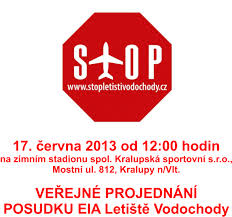 STOP
www.stopletistivodochody.cz
17. června 2013 od 12:00 hodin
na zimním stadionu spol. Kralupská sportovní s.r.o.,
Mostní ul. 812, Kralupy n/Vlt.
VEŘEJNÉ PROJEDNÁNÍ
POSUDKU EIA Letiště Vodochody